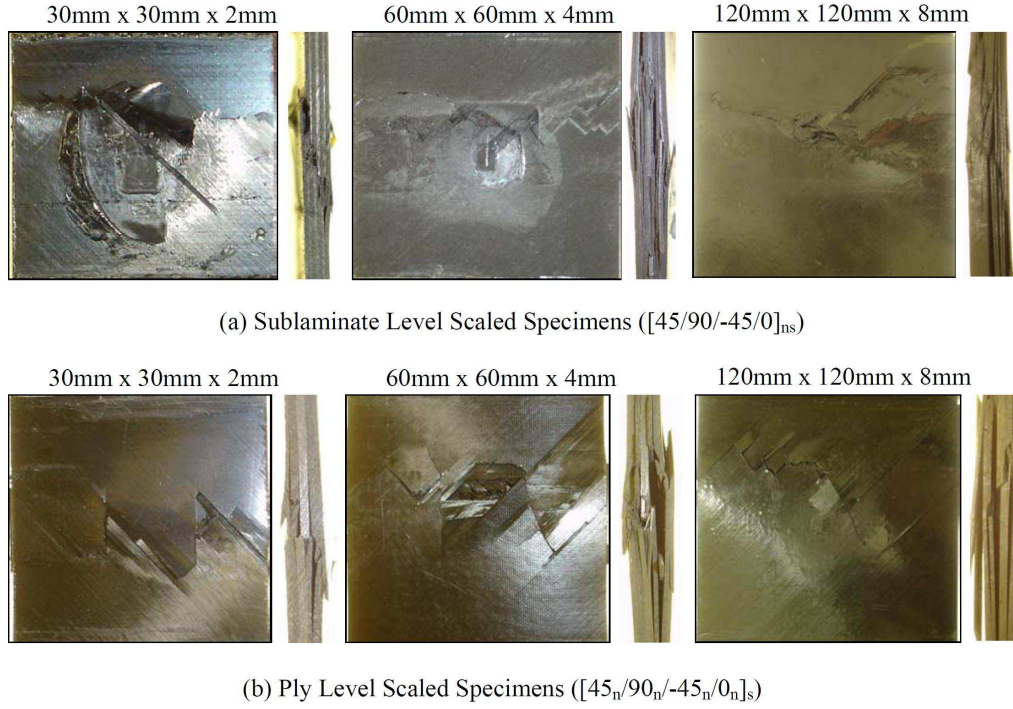 30mm x 30mm x 2mm
60mm x 60mm x 4mm
120mm x 120mm x 8mm
(a) Sublaminate Level Scaled Specimens ([45/90/-45/0]ns)
30mm x 30mm x 2mm
60mm x 60mm x 4mm
120mm x 120mm x 8mm
(b) Ply Level Scaled Specimens ([45n/90n/-45n/0n]s)